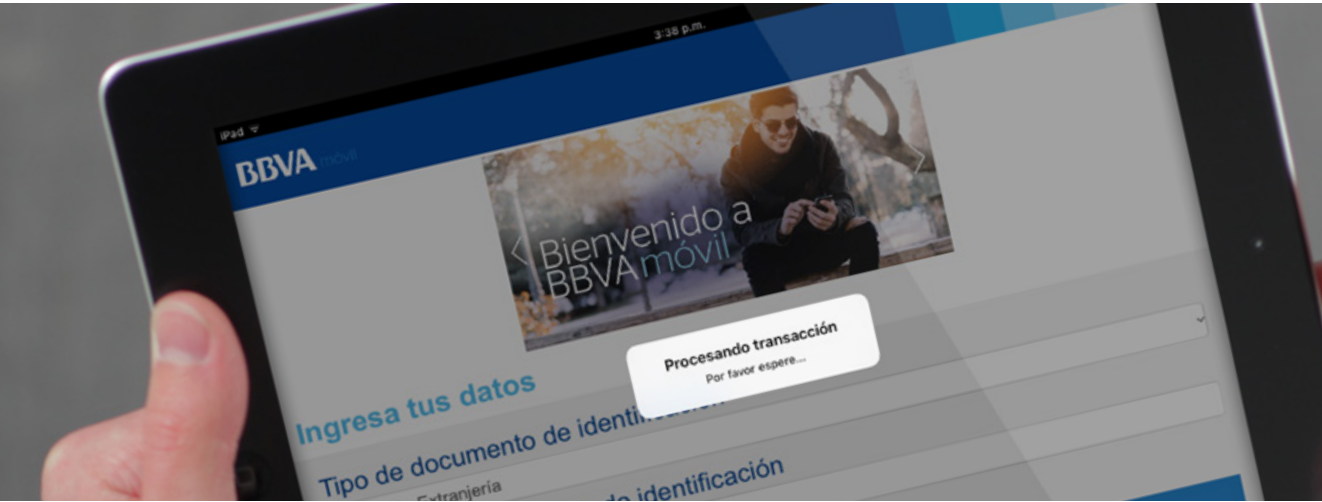 3:38 p.m.
iPad
BBVA móvil
Bienvenido a
BBVA móvil
Procesando transacción
Por favor espere...
Ingresa tus datos
Tipo de documento de
Extranjería
identificación